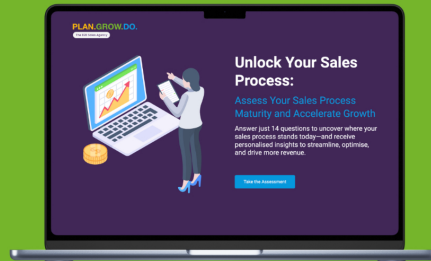 PLAN.GROW.DO.
Unlock Your Sales
Process:
Assess Your Sales Process
Maturity and Accelerate Growth
Answer just 14 questions to uncover where your
sales process stands today—and receive
personalised insights to streamline, optimise,
and drive more revenue.
Take the Assessment